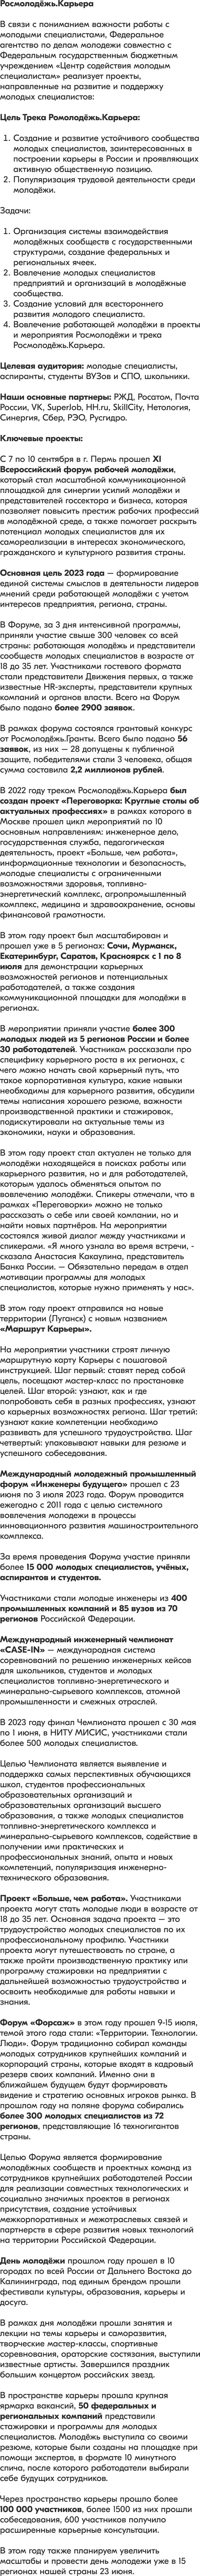 Росмолодёжь.Карьера
В связи с пониманием важности работы с
молодыми специалистами, Федеральное
агентство по делам молодежи совместно с
Федеральным государственным бюджетным
учреждением «Центр содействия молодым
специалистам» реализует проекты,
направленные на развитие и поддержку
молодых специалистов:
Цель Трека Ромолодёжь.Карьера:
1. Создание и развитие устойчивого сообщества
молодых специалистов, заинтересованных в
построении карьеры в России и проявляющих
активную общественную позицию.
2. Популяризация трудовой деятельности среди
молодёжи.
Задачи:
1. Организация системы взаимодействия
молодёжных сообществ с государственными
структурами, создание федеральных и
региональных ячеек.
2. Вовлечение молодых специалистов
предприятий и организаций в молодёжные
сообщества.
3. Создание условий для всестороннего
развития молодого специалиста.
4. Вовлечение работающей молодёжи в проекты
и мероприятия Росмолодёжи и трека
Росмолодёжь.Карьера.
Целевая аудитория: молодые специалисты,
аспиранты, студенты ВУЗов и СПО, школьники.
Наши основные партнеры: РЖД, Росатом, Почта
России, VK, SuperJob, HH.ru, SkillCity, Нетология,
Синергия, Сбер, РЭО, Русгидро.
Ключевые проекты:
С 7 по 10 сентября в г. Пермь прошел XI
Всероссийский форум рабочей молодёжи,
который стал масштабной коммуникационной
площадкой для синергии усилий молодёжи и
представителей госсектора и бизнеса, которая
позволяет повысить престиж рабочих профессий
в молодёжной среде, а также помогает раскрыть
потенциал молодых специалистов для их
самореализации в интересах экономического,
гражданского и культурного развития страны.
Основная цель 2023 года – формирование
единой системы смыслов в деятельности лидеров
мнений среди работающей молодёжи с учетом
интересов предприятия, региона, страны.
В Форуме, за 3 дня интенсивной программы,
приняли участие свыше 300 человек со всей
страны: работающая молодёжь и представители
сообществ молодых специалистов в возрасте от
18 до 35 лет. Участниками гостевого формата
стали представители Движения первых, а также
известные HR-эксперты, представители крупных
компаний и органов власти. Всего на Форум
было подано более 2900 заявок.
В рамках форума состоялся грантовый конкурс
от Росмолодёжь.Гранты. Всего было подано 56
заявок, из них – 28 допущены к публичной
защите, победителями стали 3 человека, общая
сумма составила 2,2 миллионов рублей.
В 2022 году треком Росмолодёжь.Карьера был
создан проект «Переговорка: Круглые столы об
актуальных профессиях» в рамках которого в
Москве прошел цикл мероприятий по 10
основным направлениям: инженерное дело,
государственная служба, педагогическая
деятельность, проект «Больше, чем работа»,
информационные технологии и безопасность,
молодые специалисты с ограниченными
возможностями здоровья, топливно-
энергетический комплекс, агропромышленный
комплекс, медицина и здравоохранение, основы
финансовой грамотности.
В этом году проект был масштабирован и
прошел уже в 5 регионах: Сочи, Мурманск,
Екатеринбург, Саратов, Красноярск с 1 по 8
июля для демонстрации карьерных
возможностей регионов и потенциальных
работодателей, а также создания
коммуникационной площадки для молодёжи в
регионах.
В мероприятии приняли участие более 300
молодых людей из 5 регионов России и более
30 работодателей. Участникам рассказали про
специфику карьерного роста в их регионах, с
чего можно начать свой карьерный путь, что
такое корпоративная культура, какие навыки
необходимы для карьерного развития, обсудили
темы написания хорошего резюме, важности
производственной практики и стажировок,
подискутировали на актуальные темы из
экономики, науки и образования.
В этом году проект стал актуален не только для
молодёжи находящейся в поисках работы или
карьерного развития, но и для работодателей,
которым удалось обменяться опытом по
вовлечению молодёжи. Спикеры отмечали, что в
рамках «Переговорки» можно не только
рассказать о себе или своей компании, но и
найти новых партнёров. На мероприятии
состоялся живой диалог между участниками и
спикерами. «Я много узнала во время встречи, -
сказала Анастасия Какоулина, представитель
Банка России. – Обязательно передам в отдел
мотивации программы для молодых
специалистов, которые нужно применять у нас».
В этом году проект отправился на новые
территории (Луганск) с новым названием
«Маршрут Карьеры».
На мероприятии участники строят личную
маршрутную карту Карьеры с пошаговой
инструкцией. Шаг первый: ставят перед собой
цель, посещают мастер-класс по простановке
целей. Шаг второй: узнают, как и где
попробовать себя в разных профессиях, узнают
о карьерных возможностях региона. Шаг третий:
узнают какие компетенции необходимо
развивать для успешного трудоустройства. Шаг
четвертый: упаковывают навыки для резюме и
успешного собеседования.
Международный молодежный промышленный
форум «Инженеры будущего» прошел с 23
июня по 3 июля 2023 года. Форум проводится
ежегодно с 2011 года с целью системного
вовлечения молодежи в процессы
инновационного развития машиностроительного
комплекса.
За время проведения Форума участие приняли
более 15 000 молодых специалистов, учёных,
аспирантов и студентов.
Участниками стали молодые инженеры из 400
промышленных компаний и 85 вузов из 70
регионов Российской Федерации.
Международный инженерный чемпионат
«CASE-IN» – международная система
соревнований по решению инженерных кейсов
для школьников, студентов и молодых
специалистов топливно-энергетического и
минерально-сырьевого комплексов, атомной
промышленности и смежных отраслей.
В 2023 году финал Чемпионата прошел с 30 мая
по 1 июня, в НИТУ МИСИС, участниками стали
более 500 молодых специалистов.
Целью Чемпионата является выявление и
поддержка самых перспективных обучающихся
школ, студентов профессиональных
образовательных организаций и
образовательных организаций высшего
образования, а также молодых специалистов
топливно-энергетического комплекса и
минерально-сырьевого комплексов, содействие в
получении ими практических и
профессиональных знаний, опыта и новых
компетенций, популяризация инженерно-
технического образования.
Проект «Больше, чем работа». Участниками
проекта могут стать молодые люди в возрасте от
18 до 35 лет. Основная задача проекта – это
трудоустройство молодых специалистов по их
профессиональному профилю. Участники
проекта могут путешествовать по стране, а
также пройти производственную практику или
программу стажировки на предприятии с
дальнейшей возможностью трудоустройства и
освоить необходимые для работы навыки и
знания.
Форум «Форсаж» в этом году прошел 9-15 июля,
темой этого года стали: «Территории. Технологии.
Люди». Форум традиционно собирал команды
молодых сотрудников крупнейших компаний и
корпораций страны, которые входят в кадровый
резерв своих компаний. Именно они в
ближайшем будущем будут формировать
видение и стратегию основных игроков рынка. В
прошлом году на поляне форума собрались
более 300 молодых специалистов из 72
регионов, представляющие 16 техногигантов
страны.
Целью Форума является формирование
молодёжных сообществ и проектных команд из
сотрудников крупнейших работодателей России
для реализации совместных технологических и
социально значимых проектов в регионах
присутствия, создание устойчивых
межкорпоративных и межотраслевых связей и
партнерств в сфере развития новых технологий
на территории Российской Федерации.
День молодёжи прошлом году прошел в 10
городах по всей России от Дальнего Востока до
Калининграда, под единым брендом прошли
фестивали культуры, образования, карьеры и
досуга.
В рамках дня молодёжи прошли занятия и
лекции на темы карьеры и саморазвития,
творческие мастер-классы, спортивные
соревнования, ораторские состязания, выступили
известные артисты. Завершился праздник
большим концертом российских звезд.
В пространстве карьеры прошла крупная
ярмарка вакансий, 50 федеральных и
региональных компаний представили
стажировки и программы для молодых
специалистов. Молодёжь выступила со своими
резюме, которые были созданы на площадке при
помощи экспертов, в формате 10 минутного
спича, после которого работодатели выбирали
себе будущих сотрудников.
Через пространство карьеры прошло более
100 000 участников, более 1500 из них прошли
собеседования, 600 участников получило
расширенные карьерные консультации.
В этом году также планируем увеличить
масштабы и провести день молодежи уже в 15
регионах нашей страны 23 июня.